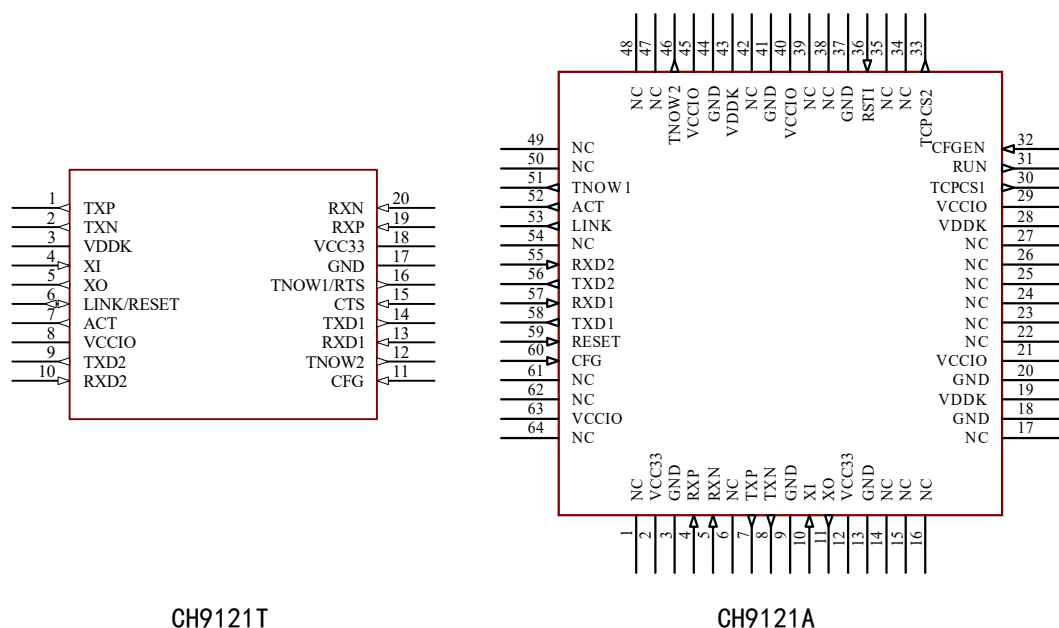 1 TXP
2 TXN
3 VDDK
4 XI
5 XO
6 LINK/RESET
7 ACT
8 VCCIO
9 TXD2
10 RXD2
RXN 20
RXP 19
VCC33 18
GND 17
TNOW1/RTS 16
CTS 15
TXD1 14
RXD1 13
TNOW2 12
CFG 11
CH9121T
48 NC
47 NC
46 TNOW2
45 VCCIO
44 GND
43 VDDK
42 NC
41 GND
40 VCCIO
39 NC
38 NC
37 GND
36 RST1
35 NC
34 NC
33 TCPCS2
49 NC
50 NC
51 TNOW1
52 ACT
53 LINK
54 NC
55 RXD2
56 TXD2
57 RXD1
58 TXD1
59 RESET
60 CFG
61 NC
62 NC
63 VCCIO
64 NC
CFGEN 32
RUN 31
TCPCS1 30
VCCIO 29
VDDK 28
NC 27
NC 26
NC 25
NC 24
NC 23
NC 22
VCCIO 21
GND 20
VDDK 19
GND 18
NC 17
NC 1
VCC33 2
GND 3
RXP 4
RXN 5
NC 6
TXP 7
TXN 8
GND 9
XI 10
XO 11
VCC33 12
GND 13
NC 14
NC 15
NC 16
CH9121A